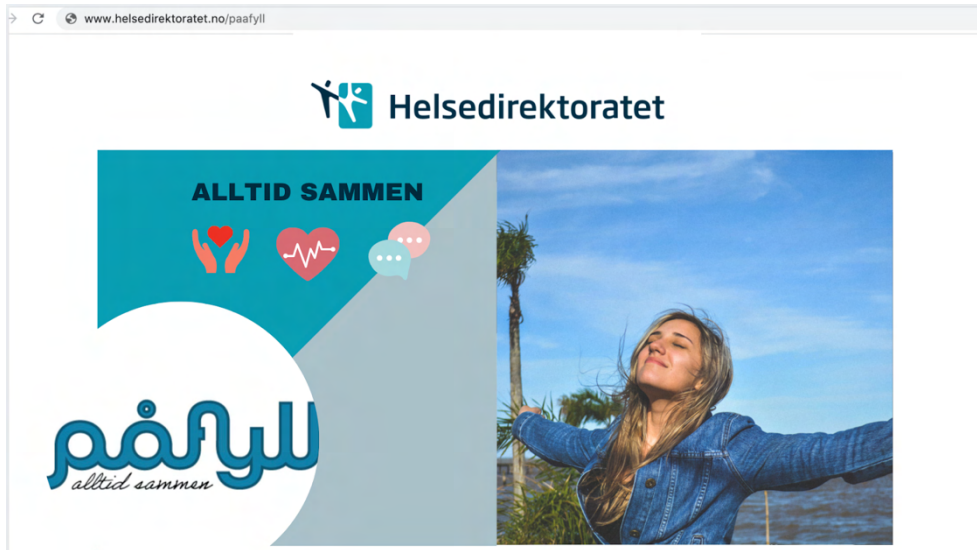 www.helsedirektoratet.no/paafyll
Helsedirektoratet
ALLTID SAMMEN
påfyll
alltid sammen